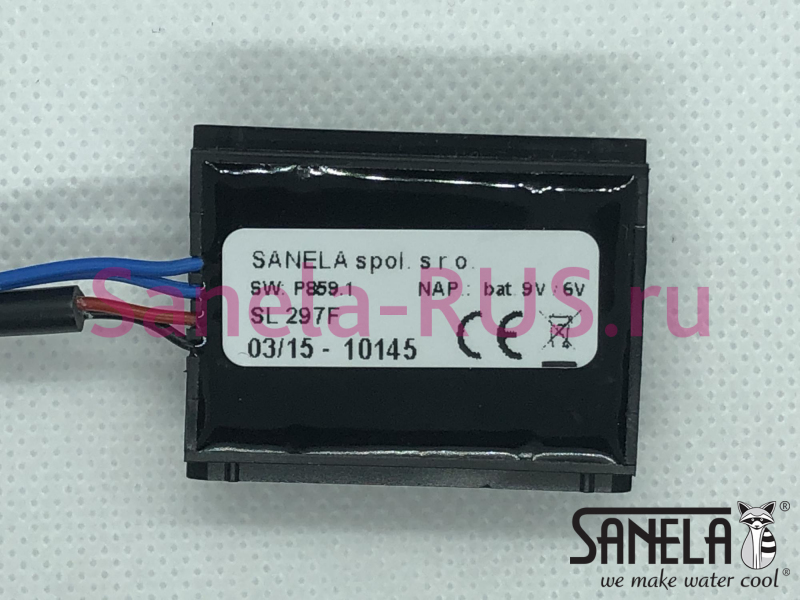 SANELA spol. s r o.
SW: P859.1 NAP.: bat. 9V / 6V
SL 297F
03/15 - 10145
CE
Sanela-RUS.ru
SANELA®
we make water cool®